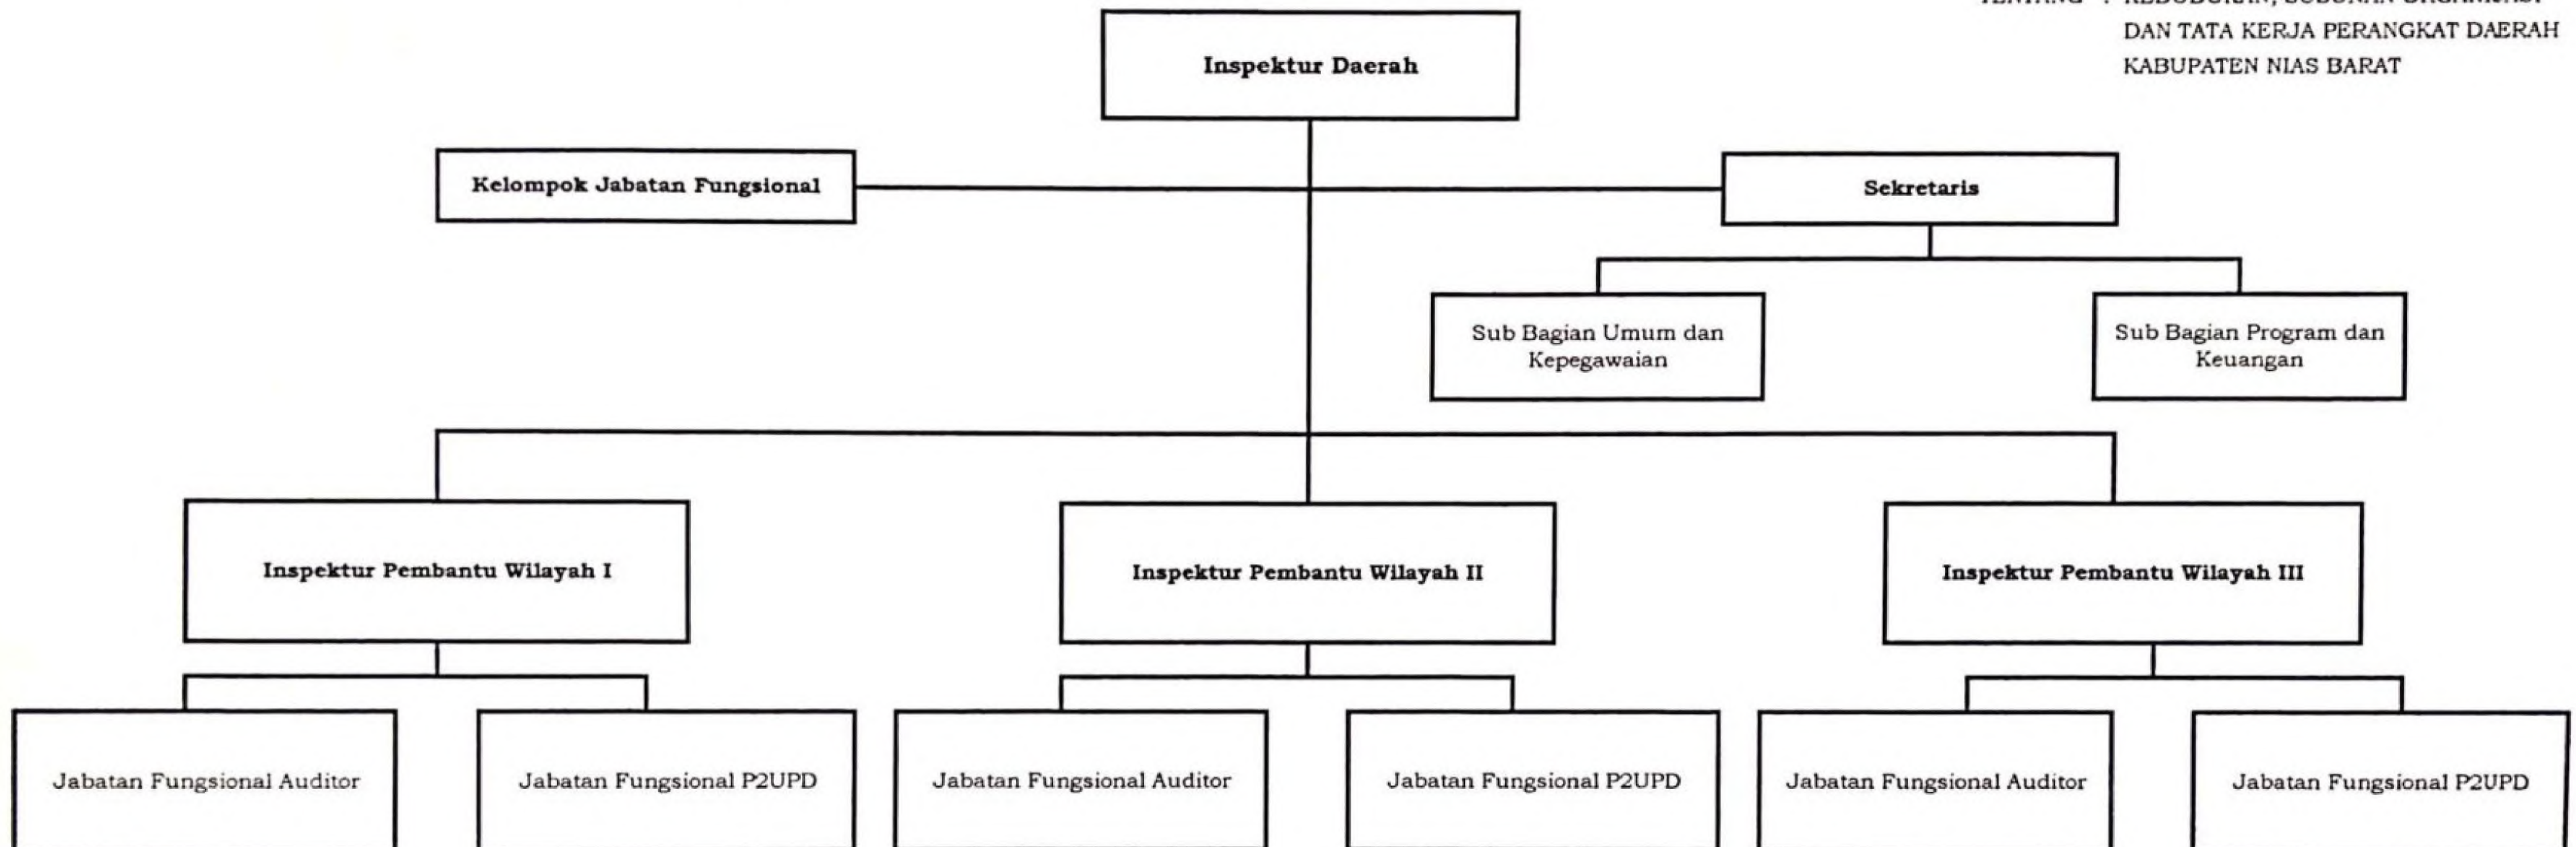 DAN TATA KERJA PERANGKAT DAERAH
KABUPATEN NIAS BARAT
Inspektur Daerah
Kelompok Jabatan Fungsional
Sekretaris
Sub Bagian Umum dan
Kepegawaian
Sub Bagian Program dan
Keuangan
Inspektur Pembantu Wilayah I
Inspektur Pembantu Wilayah II
Inspektur Pembantu Wilayah III
Jabatan Fungsional Auditor
Jabatan Fungsional P2UPD
Jabatan Fungsional Auditor
Jabatan Fungsional P2UPD
Jabatan Fungsional Auditor
Jabatan Fungsional P2UPD